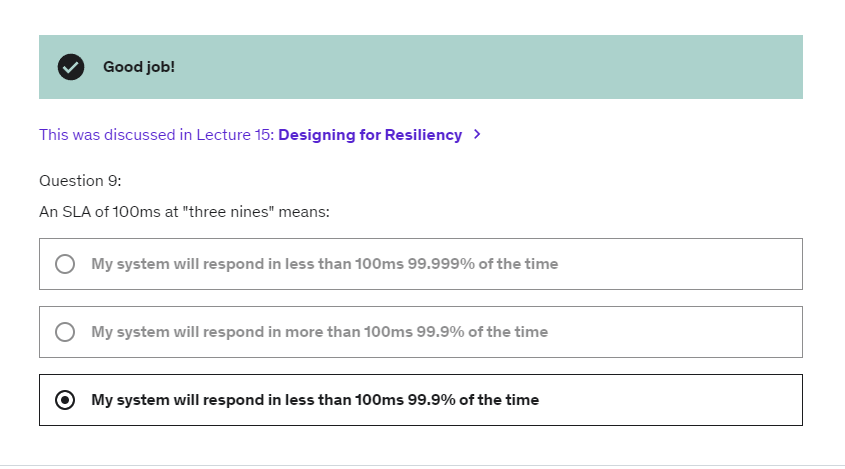 Good job!
This was discussed in Lecture 15: Designing for Resiliency
Question 9:
An SLA of 100ms at "three nines" means:
My system will respond in less than 100ms 99.999% of the time
My system will respond in more than 100ms 99.9% of the time
My system will respond in less than 100ms 99.9% of the time